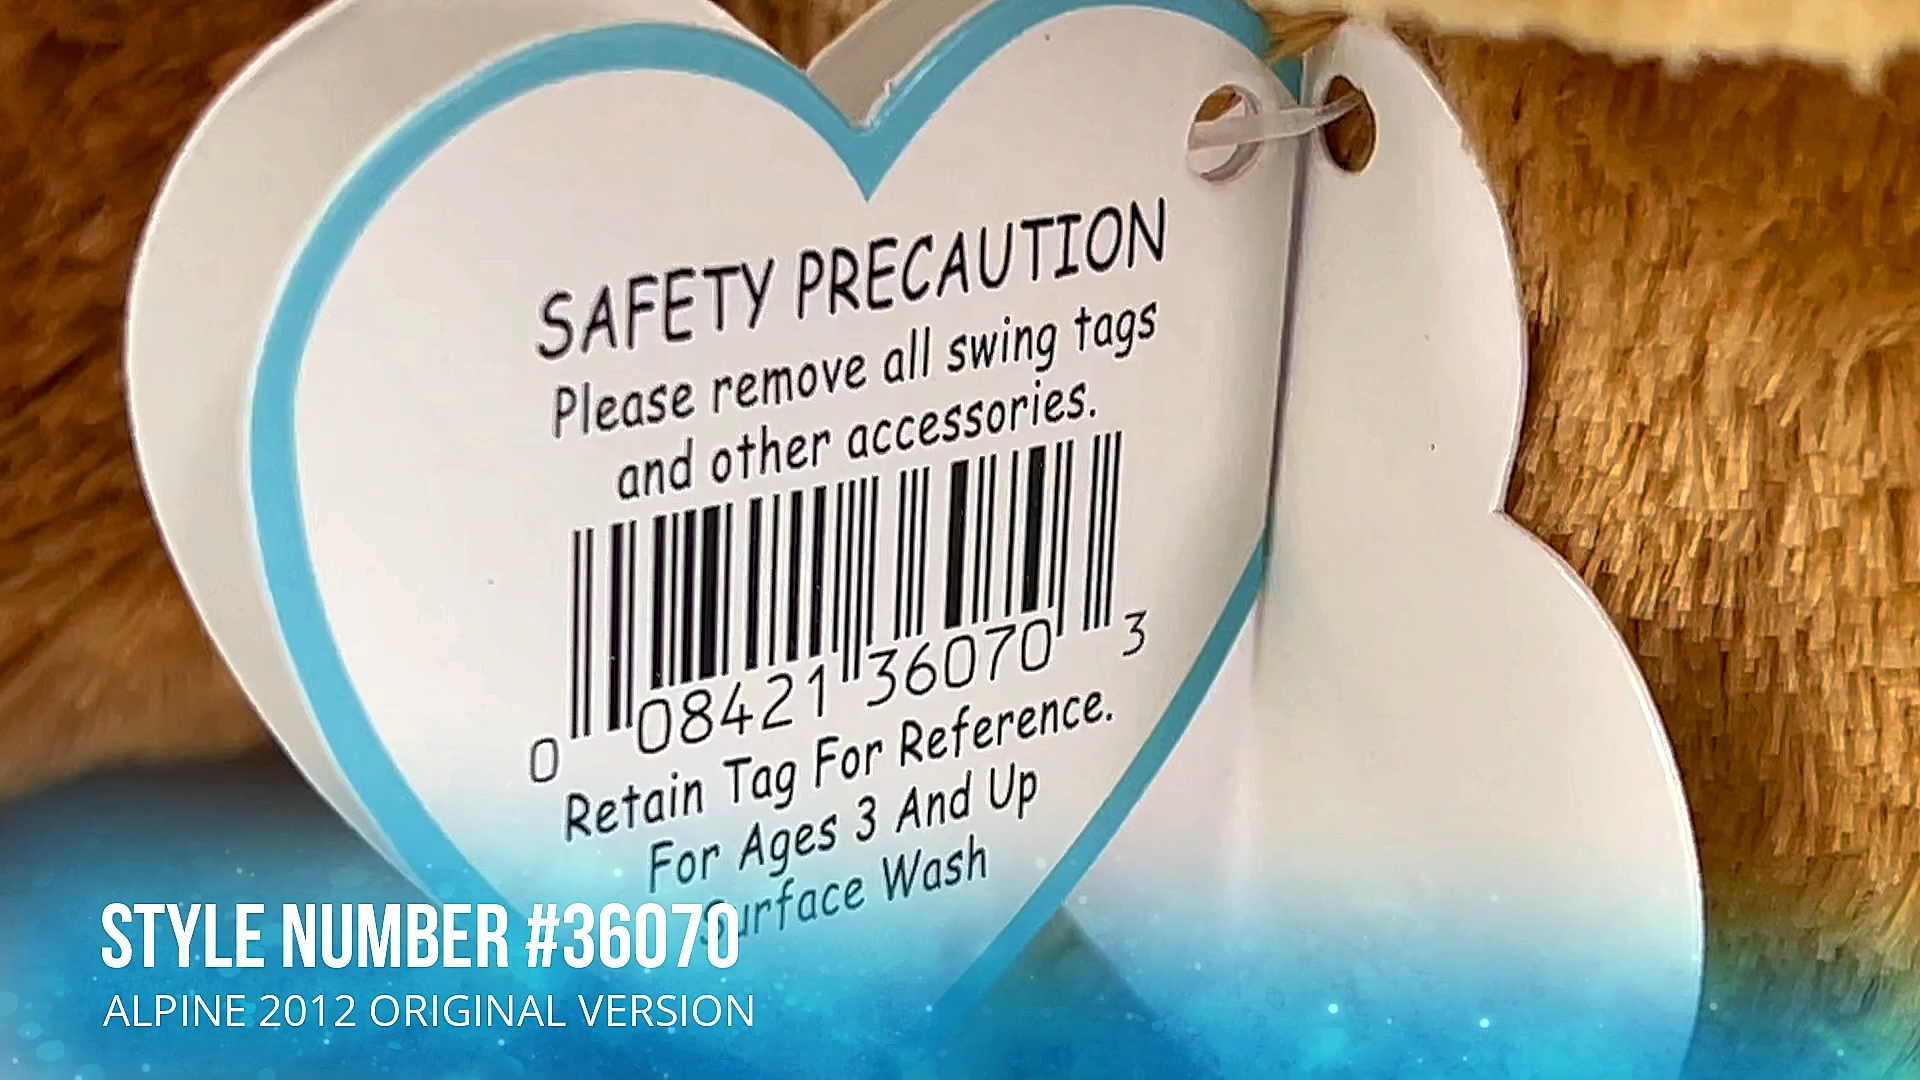 SAFETY PRECAUTION
Please remove all swing tags
and other accessories.
0 08421 36070 3
Retain Tag For Reference.
For Ages 3 And Up
Surface Wash
STYLE NUMBER #36070
ALPINE 2012 ORIGINAL VERSION